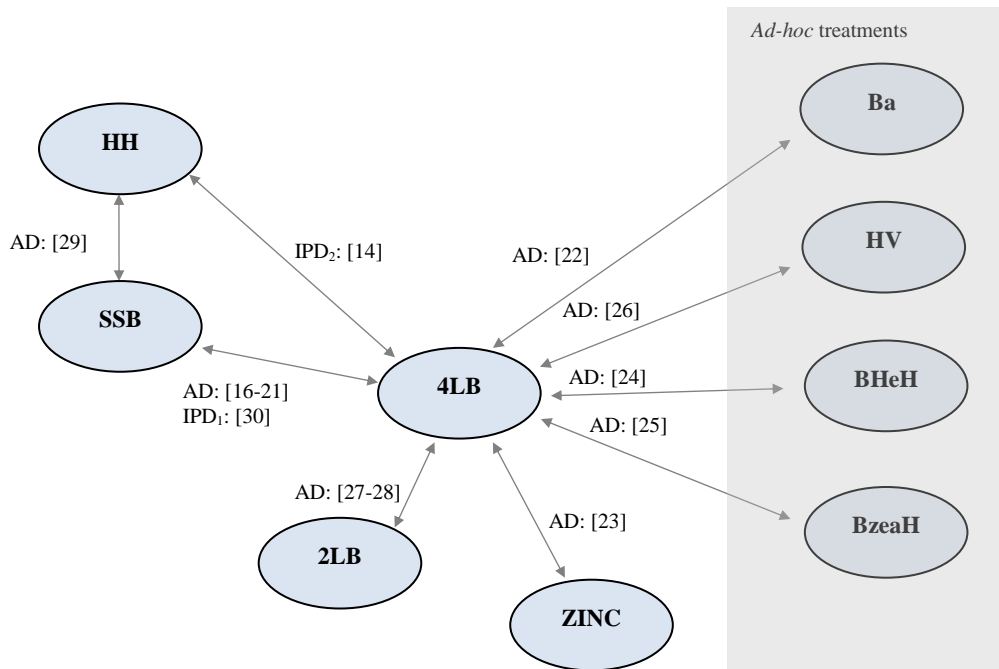 Ad-hoc treatments
Ba
HH
HV
AD: [29]
IPD₂: [14]
AD: [22]
AD: [26]
SSB
4LB
AD: [24]
BHeH
AD: [16-21]
IPD₁: [30]
AD: [25]
AD: [27-28]
AD: [23]
BzeaH
2LB
ZINC